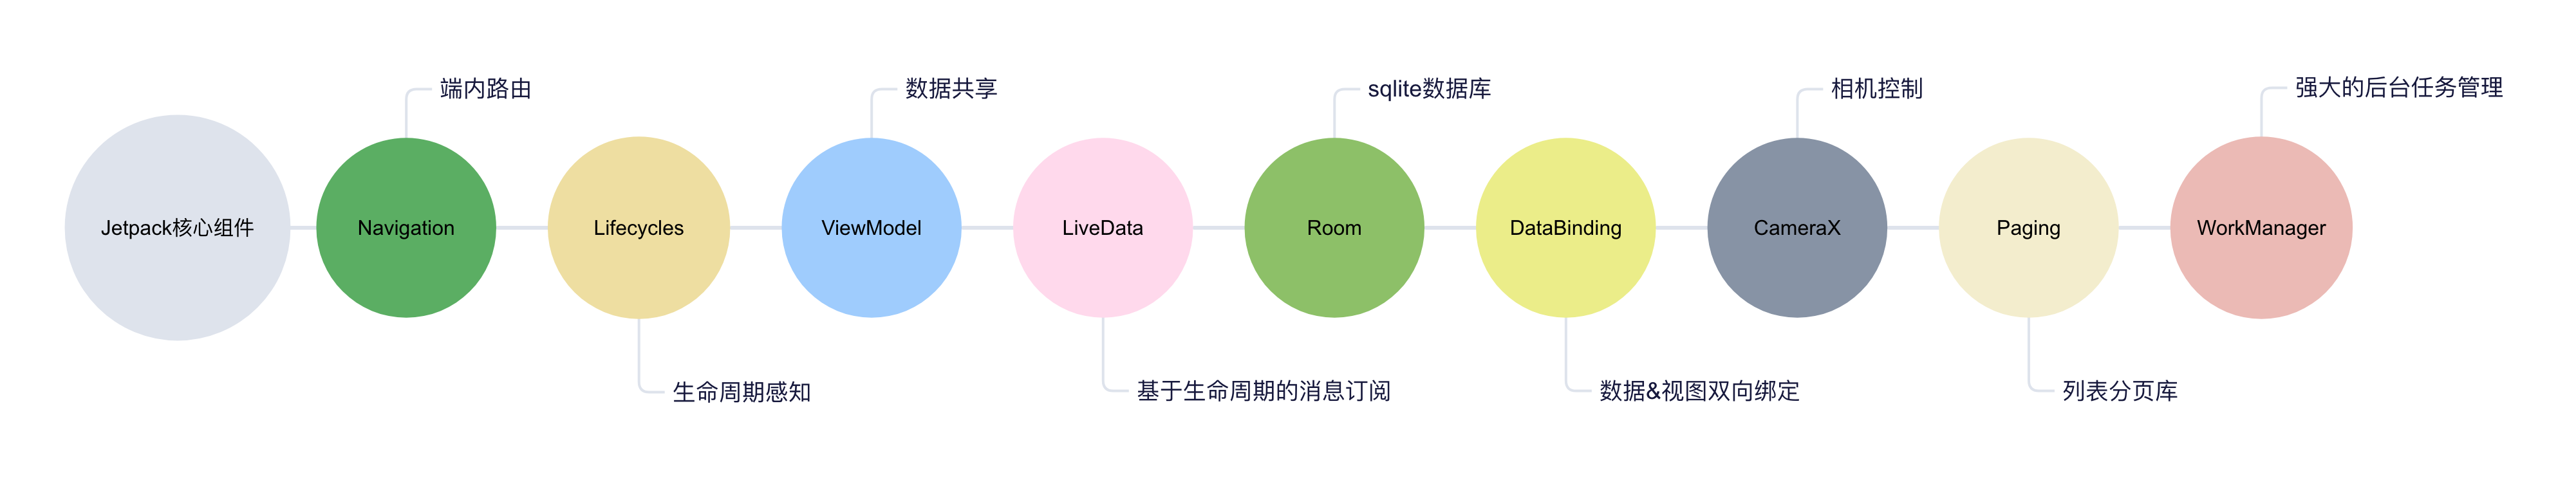 端内路由
数据共享
sqlite数据库
相机控制
强大的后台任务管理
Jetpack核心组件
Navigation
Lifecycles
ViewModel
LiveData
Room
DataBinding
CameraX
Paging
WorkManager
生命周期感知
基于生命周期的消息订阅
数据&视图双向绑定
列表分页库